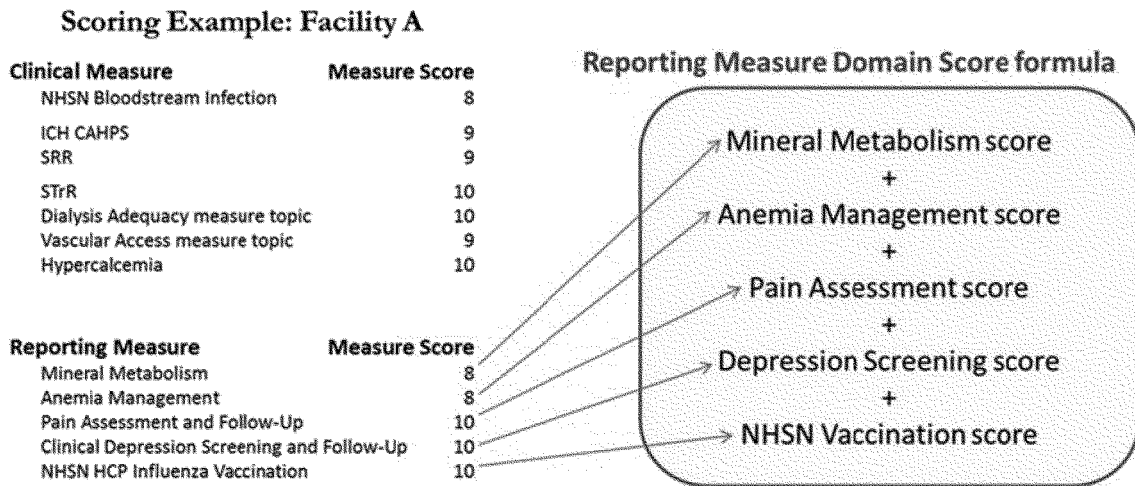 Scoring Example: Facility A
Clinical Measure Measure Score
NHSN Bloodstream Infection 8
ICH CAHPS 9
SRR 9
STrR 10
Dialysis Adequacy measure topic 10
Vascular Access measure topic 9
Hypercalcemia 10
Reporting Measure Measure Score
Mineral Metabolism 8
Anemia Management 8
Pain Assessment and Follow-Up 10
Clinical Depression Screening and Follow-Up 10
NHSN HCP Influenza Vaccination 10
Reporting Measure Domain Score formula
Mineral Metabolism score
+
Anemia Management score
+
Pain Assessment score
+
Depression Screening score
+
NHSN Vaccination score